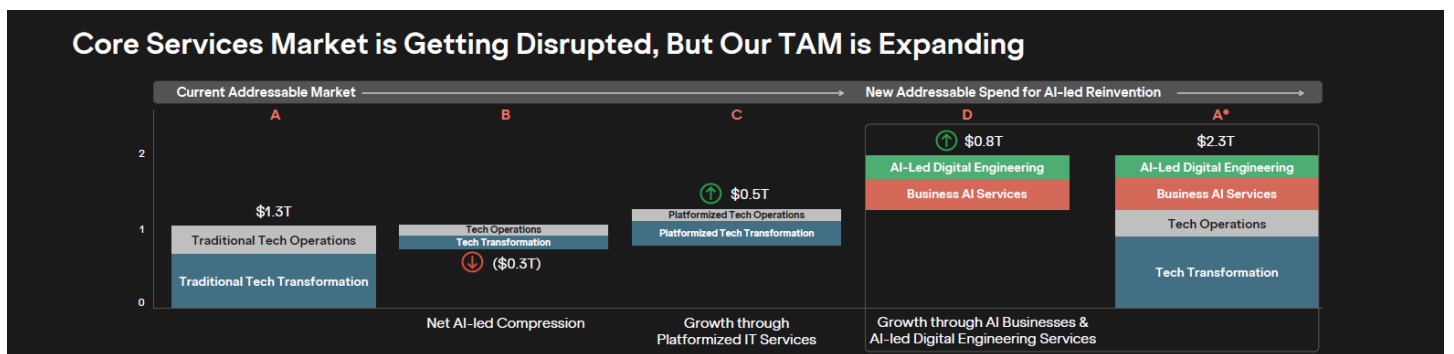 Core Services Market is Getting Disrupted, But Our TAM is Expanding
Current Addressable Market
New Addressable Spend for AI-led Reinvention
A
B
C
D
A*
2
1
0
$1.3T
Traditional Tech Operations
Traditional Tech Transformation
Tech Operations
Tech Transformation
($0.3T)
Net AI-led Compression
$0.5T
Platformized Tech Operations
Platformized Tech Transformation
Growth through
Platformized IT Services
$0.8T
AI-Led Digital Engineering
Business AI Services
Growth through AI Businesses &
AI-led Digital Engineering Services
$2.3T
AI-Led Digital Engineering
Business AI Services
Tech Operations
Tech Transformation